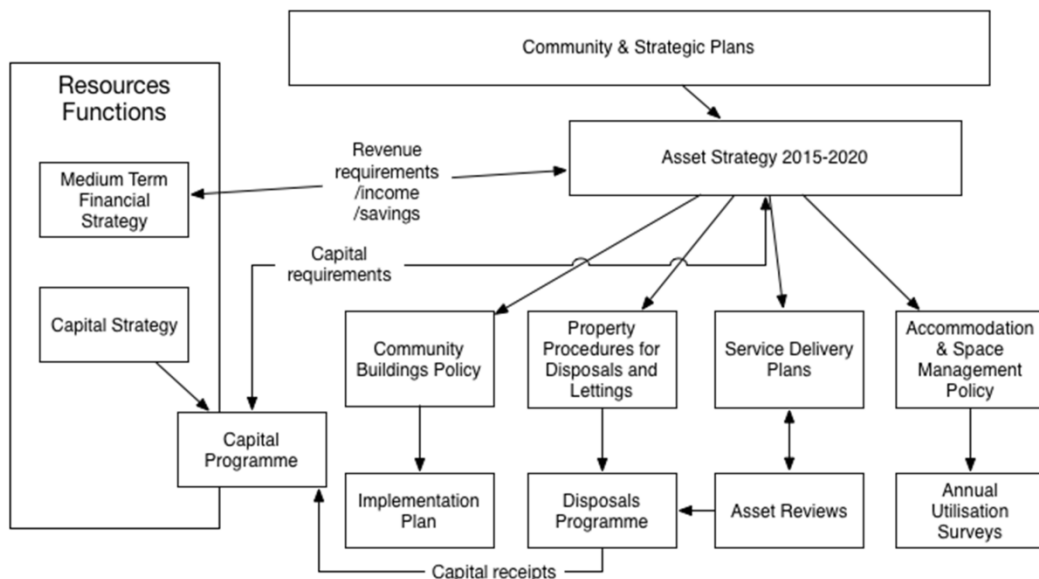 Community & Strategic Plans
Resources
Functions
Asset Strategy 2015-2020
Revenue
requirements
/income
/savings
Medium Term
Financial
Strategy
Capital
requirements
Capital Strategy
Community
Buildings Policy
Property
Procedures for
Disposals and
Lettings
Service Delivery
Plans
Accommodation
& Space
Management
Policy
Capital
Programme
Implementation
Plan
Disposals
Programme
Asset Reviews
Annual
Utilisation
Surveys
Capital receipts